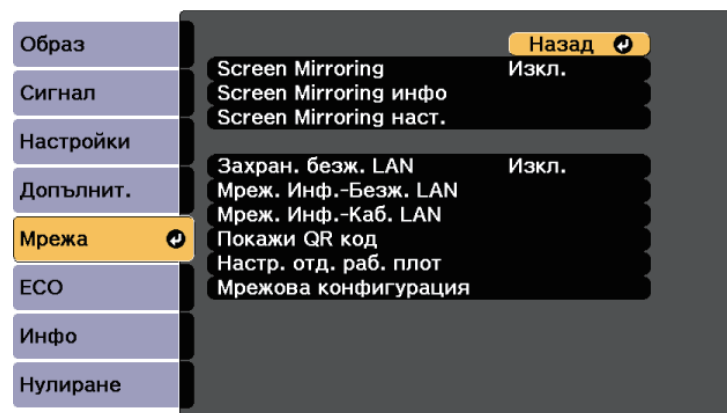 Образ
Сигнал
Настройки
Допълнит.
Мрежа
ECO
Инфо
Нулиране
Назад
Screen Mirroring Изкл.
Screen Mirroring инфо
Screen Mirroring наст.
Захран. безж. LAN Изкл.
Мреж. Инф.-Безж. LAN
Мреж. Инф.-Каб. LAN
Покажи QR код
Настр. отд. раб. плот
Мрежова конфигурация